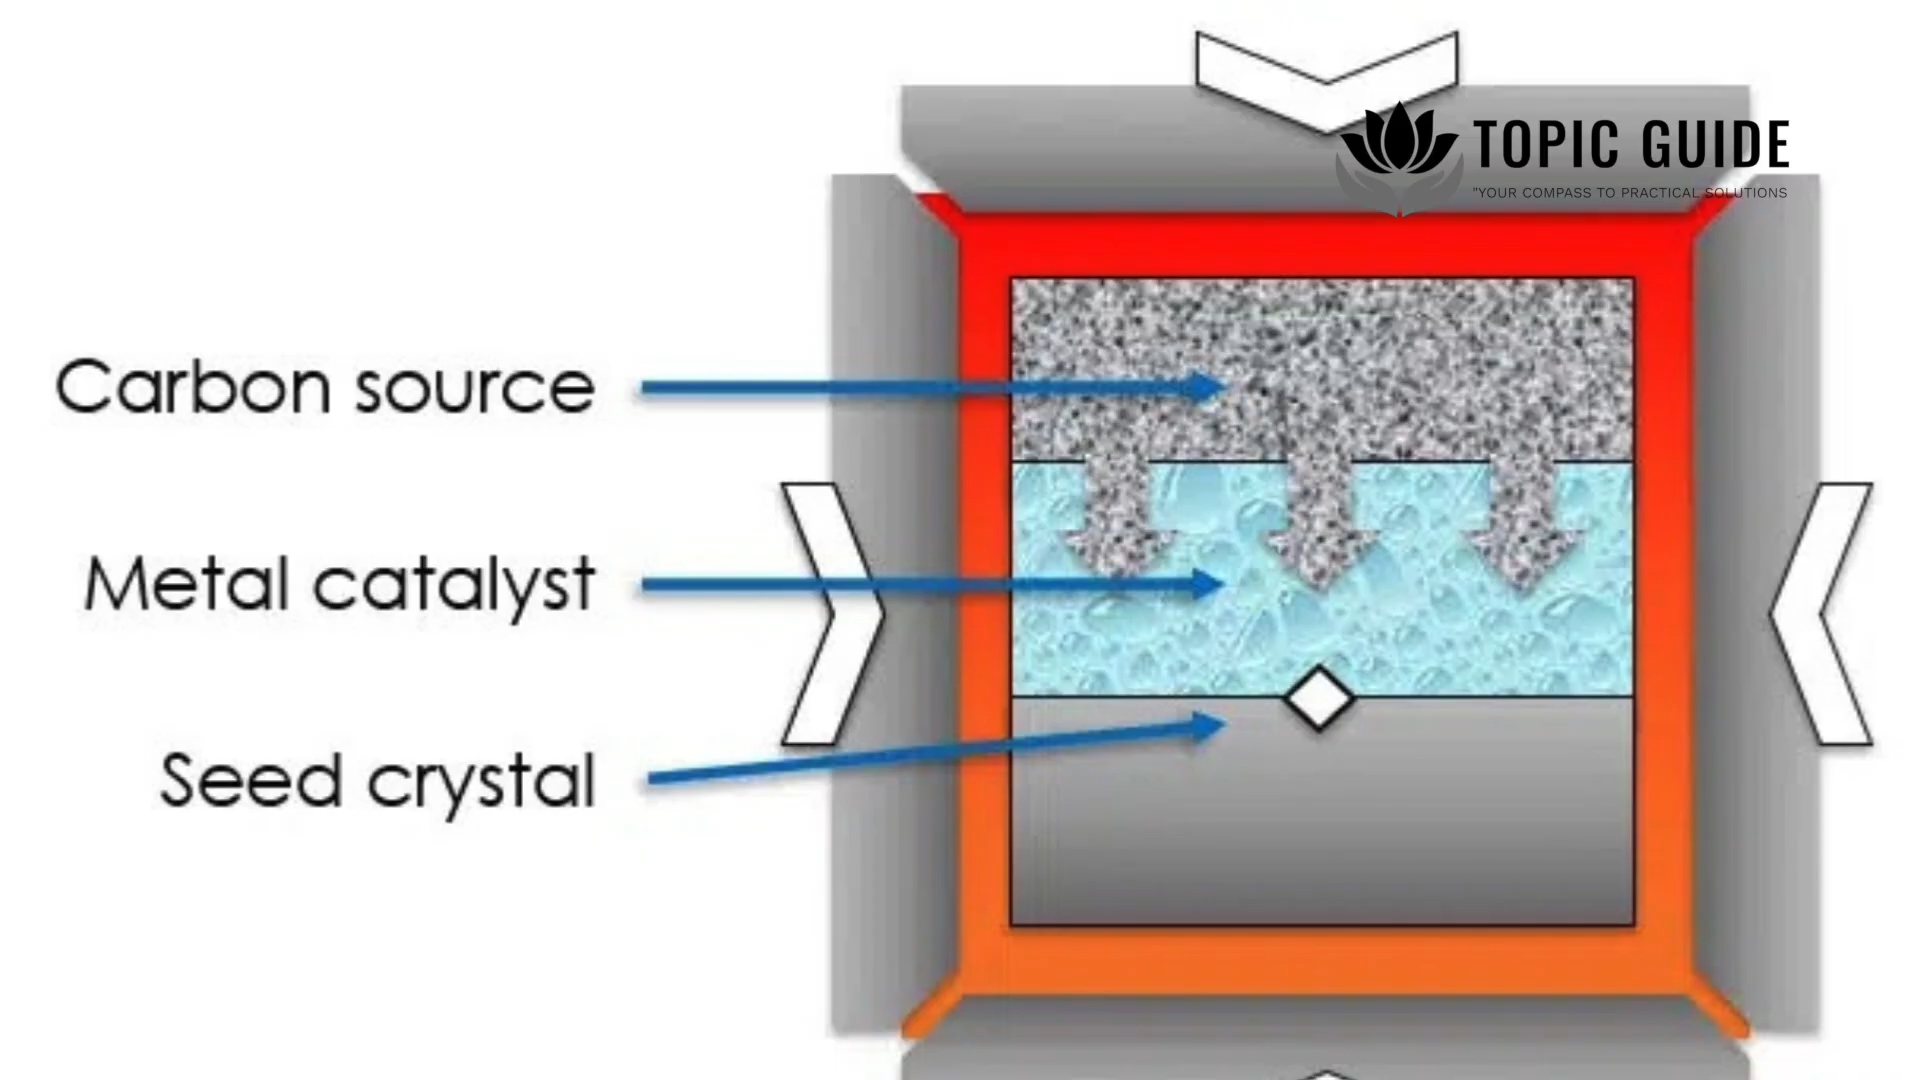 TOPIC GUIDE
"YOUR COMPASS TO PRACTICAL SOLUTIONS
Carbon source
Metal catalyst
Seed crystal